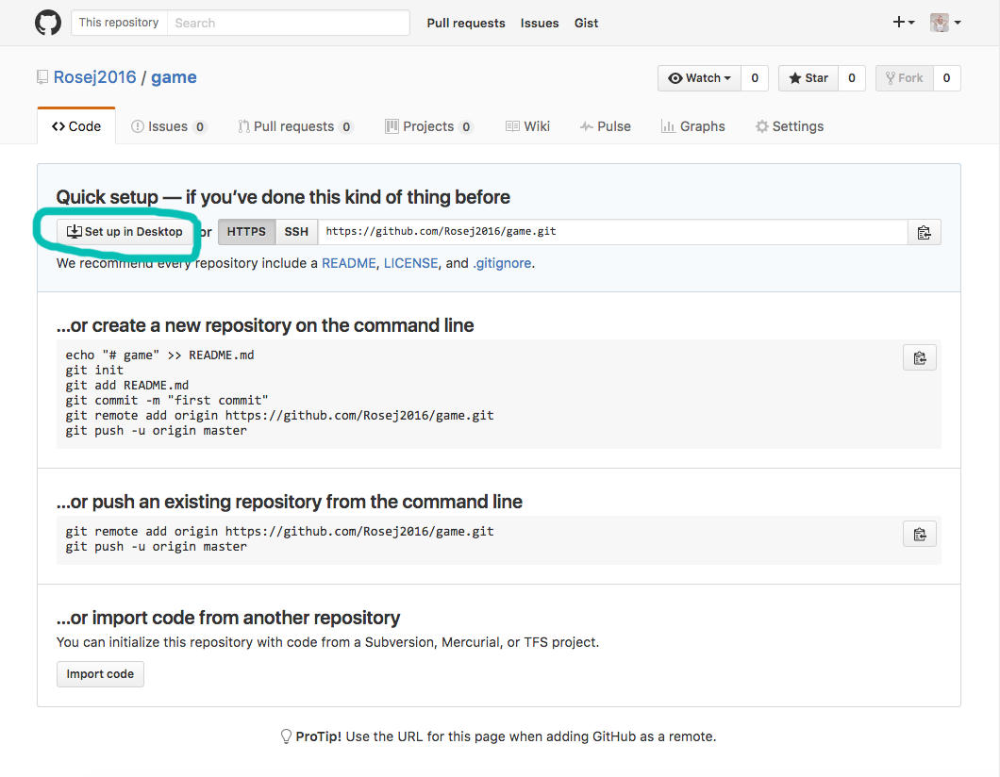 This repository Search Pull requests Issues Gist
Rosej2016 / game Watch 0 Star 0 Fork 0
Code Issues 0 Pull requests 0 Projects 0 Wiki Pulse Graphs Settings
Quick setup — if you’ve done this kind of thing before
Set up in Desktop or HTTPS SSH https://github.com/Rosej2016/game.git
We recommend every repository include a README, LICENSE, and .gitignore.
...or create a new repository on the command line
echo "# game" >> README.md
git init
git add README.md
git commit -m "first commit"
git remote add origin https://github.com/Rosej2016/game.git
git push -u origin master
...or push an existing repository from the command line
git remote add origin https://github.com/Rosej2016/game.git
git push -u origin master
...or import code from another repository
You can initialize this repository with code from a Subversion, Mercurial, or TFS project.
Import code
ProTip! Use the URL for this page when adding GitHub as a remote.